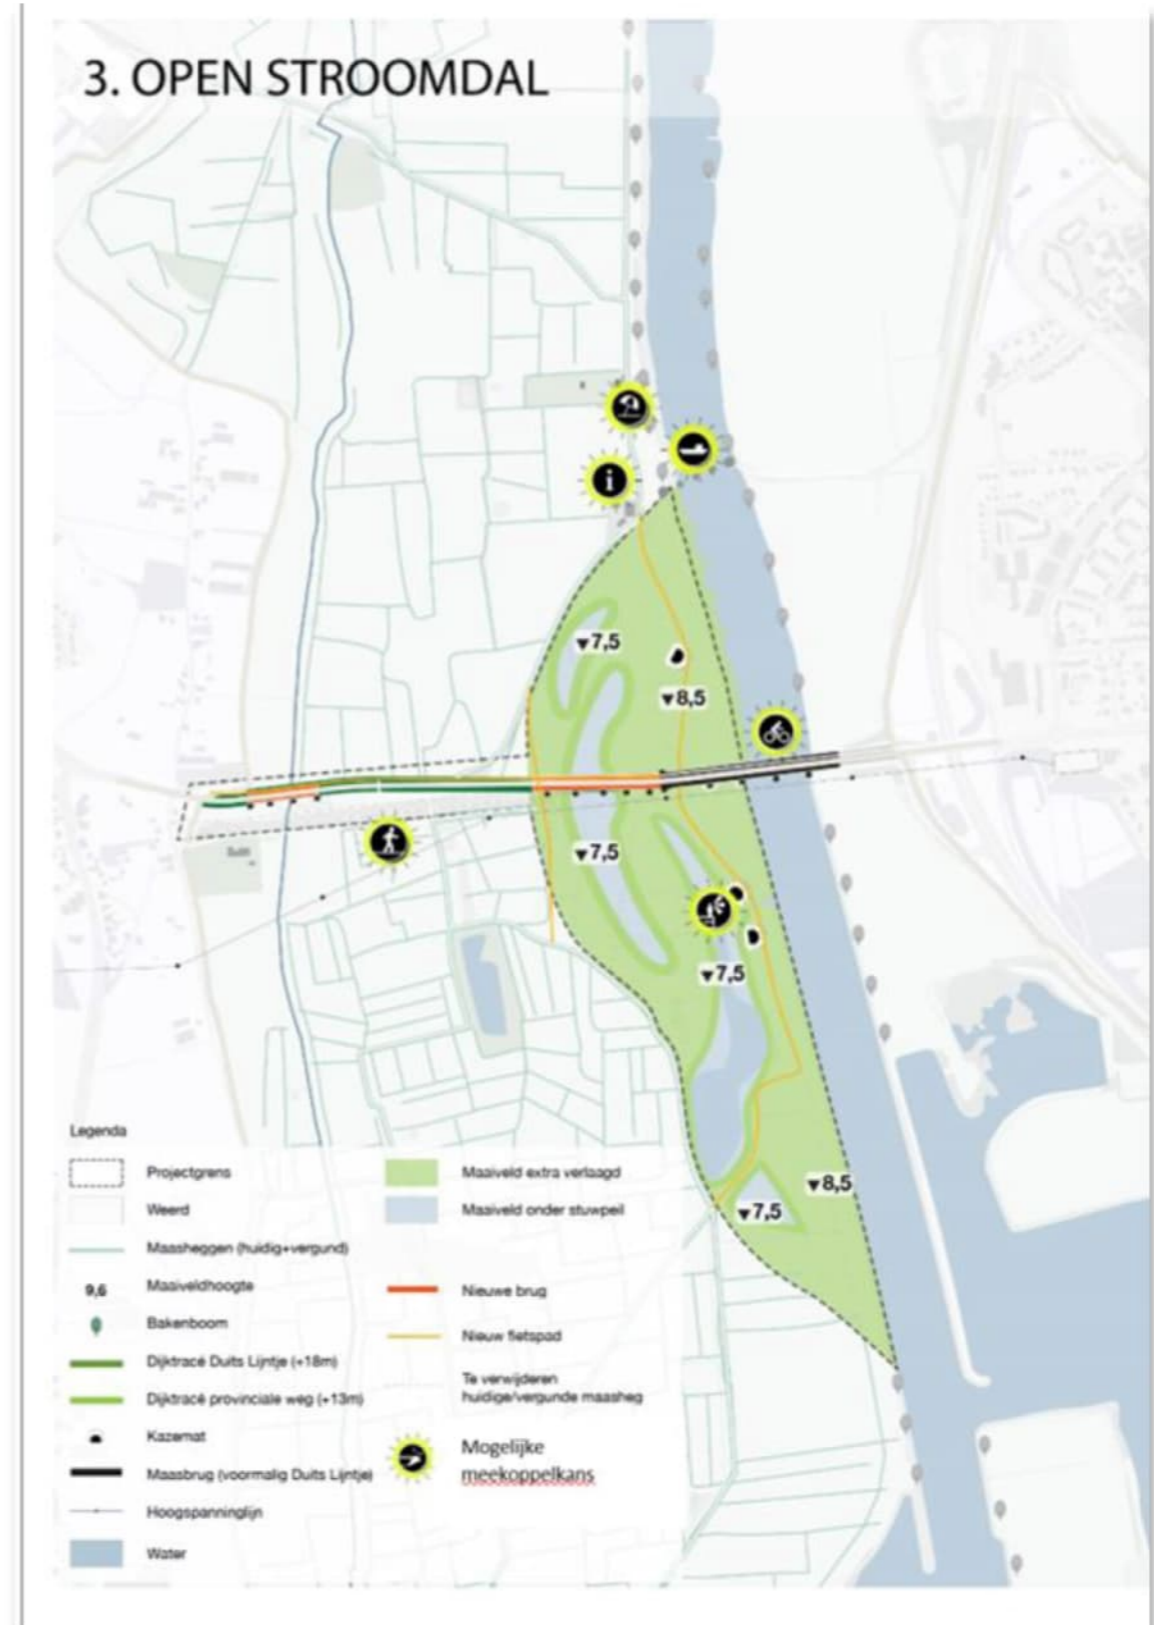 3. OPEN STROOMDAL
i
▼7,5
▼8,5
▼7,5
▼7,5
▼8,5
▼7,5
Legenda
Projectgrens
Weerd
Maasheggen (huidig+vergund)
9,6 Maaiveldhoogte
Bakenboom
Dijktracé Duits Lijntje (+18m)
Dijktracé provinciale weg (+13m)
Kazemat
Maasbrug (voormalig Duits Lijntje)
Hoogspanninglijn
Water
Maaiveld extra verlaagd
Maaiveld onder stuwpeil
Nieuwe brug
Nieuw fietspad
Te verwijderen
huidige/vergunde maasheg
Mogelijke
meekoppelkans